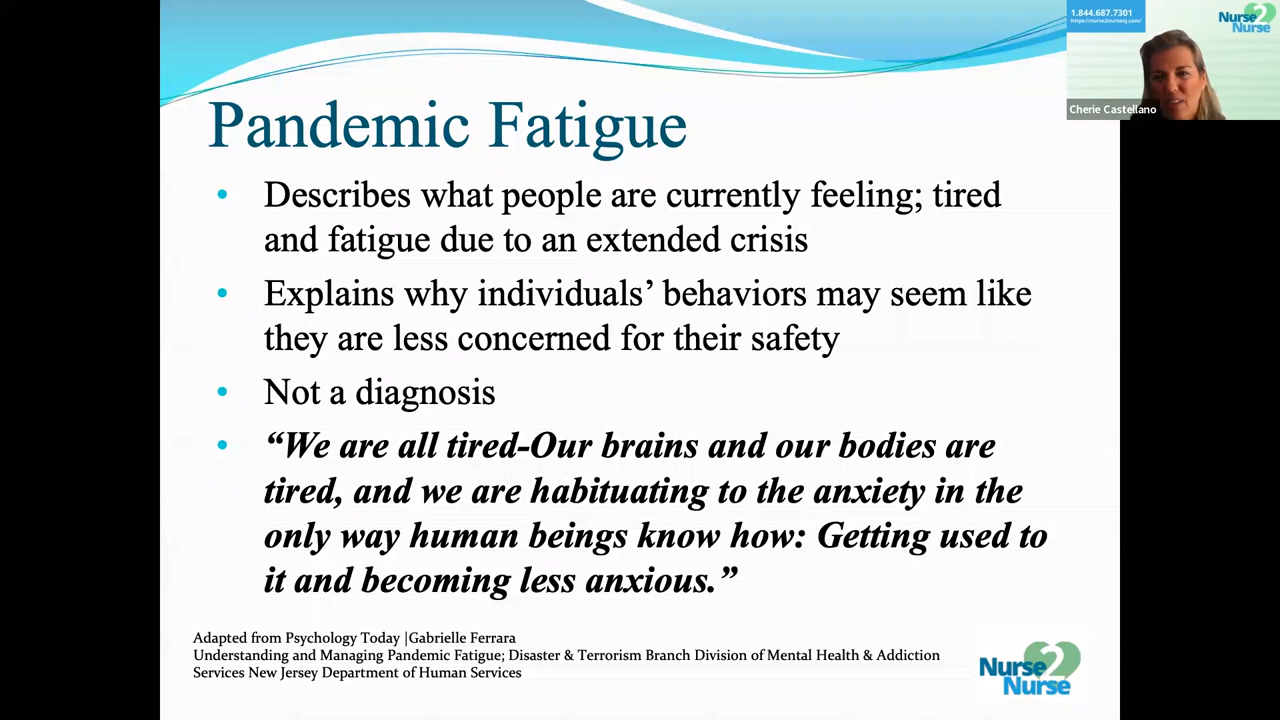 1.844.687.7301
https://nurse2nursenj.com/
Nurse 2
Nurse
Cherie Castellano
Pandemic Fatigue
• Describes what people are currently feeling; tired
and fatigue due to an extended crisis
• Explains why individuals’ behaviors may seem like
they are less concerned for their safety
• Not a diagnosis
• “We are all tired-Our brains and our bodies are
tired, and we are habituating to the anxiety in the
only way human beings know how: Getting used to
it and becoming less anxious.”
Adapted from Psychology Today |Gabrielle Ferrara
Understanding and Managing Pandemic Fatigue; Disaster & Terrorism Branch Division of Mental Health & Addiction
Services New Jersey Department of Human Services
Nurse 2
Nurse